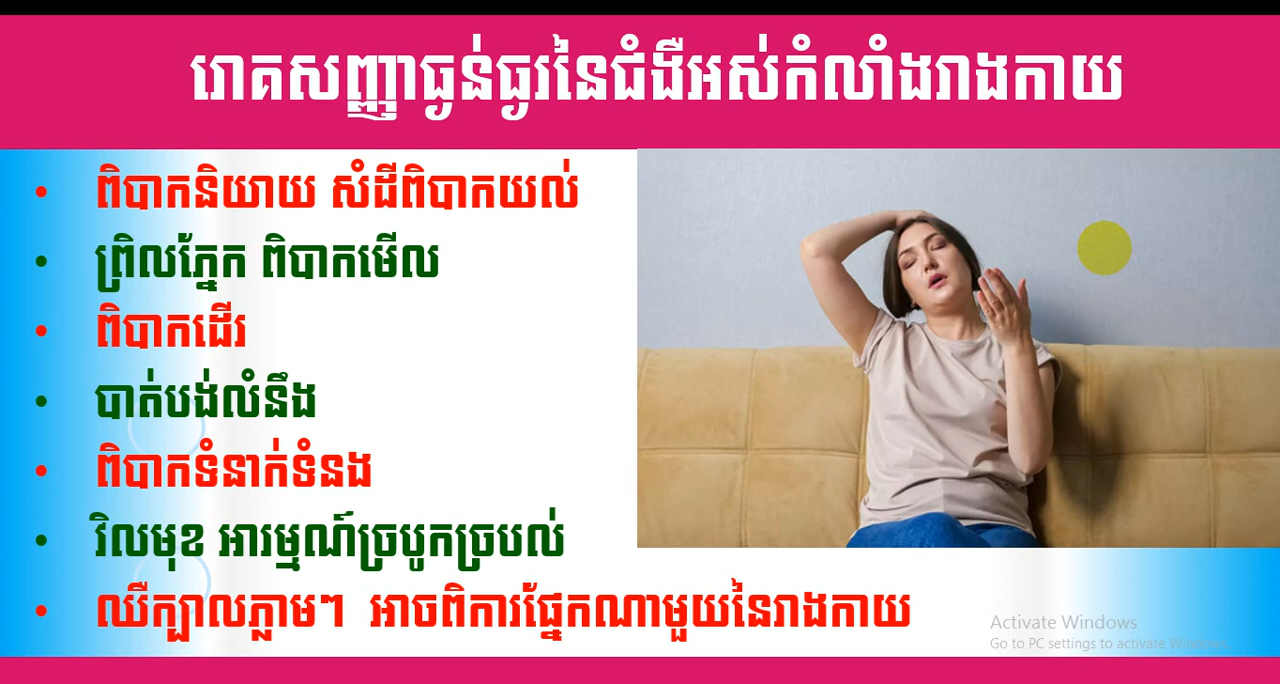 រោគសញ្ញាធ្ងន់ធ្ងរនៃជំងឺអស់កំលាំងរាងកាយ
• ពិបាកនិយាយ សំដីពិបាកយល់
• ព្រិលភ្នែក ពិបាកមើល
• ពិបាកដើរ
• បាត់បង់លំនឹង
• ពិបាកទំនាក់ទំនង
• វិលមុខ អារម្មណ៍ច្របូកច្របល់
• ឈឺក្បាលភ្លាមៗ អាចពិការផ្នែកណាមួយនៃរាងកាយ
Activate Windows
Go to PC settings to activate Windows.